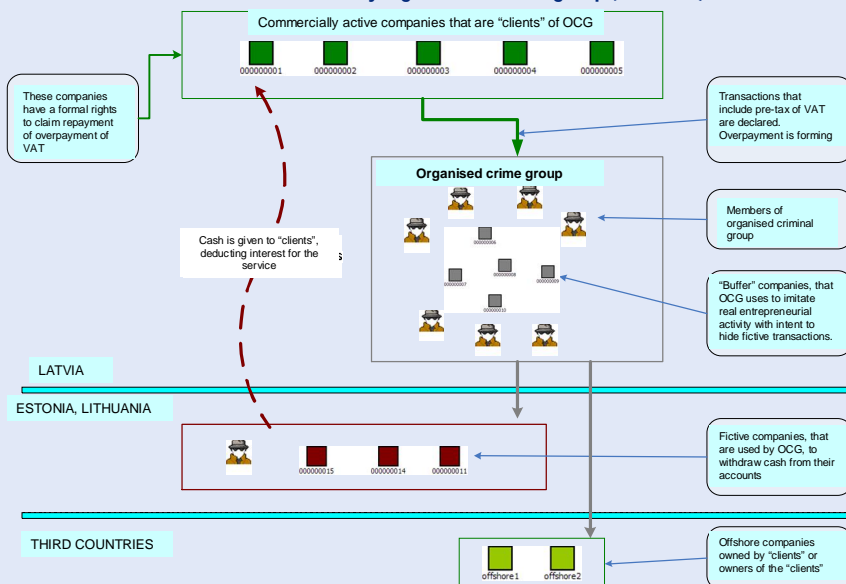 Commercially active companies that are “clients” of OCG
000000001
000000002
000000003
000000004
000000005
These companies
have a formal rights
to claim repayment
of overpayment of
VAT
Transactions that
include pre-tax of VAT
are declared.
Overpayment is forming
Organised crime group
Members of
organised criminal
group
Cash is given to “clients”,
deducting interest for the
service
s
000000006
000000007
000000008
000000009
000000010
“Buffer” companies, that
OCG uses to imitate
real entrepreneurial
activity with intent to
hide fictive transactions.
LATVIA
ESTONIA, LITHUANIA
000000015
000000014
000000011
Fictive companies, that
are used by OCG, to
withdraw cash from their
accounts
THIRD COUNTRIES
offshore1
offshore2
Offshore companies
owned by “clients” or
owners of the “clients”